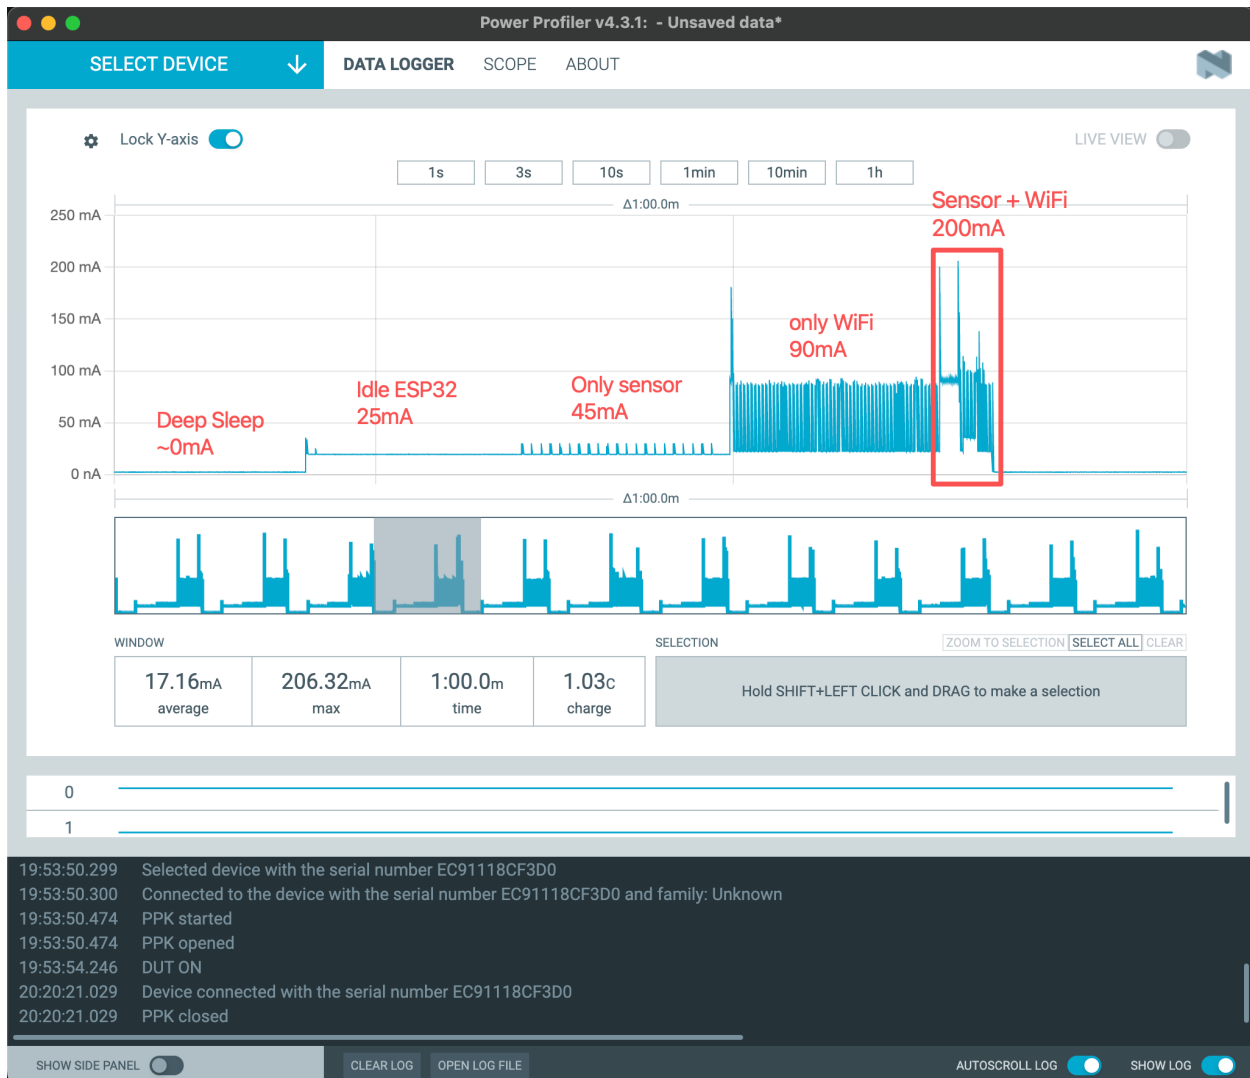 Power Profiler v4.3.1:  - Unsaved data*
SELECT DEVICE
DATA LOGGER
SCOPE
ABOUT
Lock Y-axis
LIVE VIEW
1s
3s
10s
1min
10min
1h
Δ1:00.0m
Sensor + WiFi
200mA
250 mA
200 mA
150 mA
100 mA
50 mA
0 nA
only WiFi
90mA
Idle ESP32
25mA
Only sensor
45mA
Deep Sleep
~0mA
Δ1:00.0m
WINDOW
17.16mA
average
206.32mA
max
1:00.0m
time
1.03C
charge
SELECTION
ZOOM TO SELECTION
SELECT ALL
CLEAR
Hold SHIFT+LEFT CLICK and DRAG to make a selection
0
1
19:53:50.299 Selected device with the serial number EC91118CF3D0
19:53:50.300 Connected to the device with the serial number EC91118CF3D0 and family: Unknown
19:53:50.474 PPK started
19:53:50.474 PPK opened
19:53:54.246 DUT ON
20:20:21.029 Device connected with the serial number EC91118CF3D0
20:20:21.029 PPK closed
SHOW SIDE PANEL
CLEAR LOG
OPEN LOG FILE
AUTOSCROLL LOG
SHOW LOG